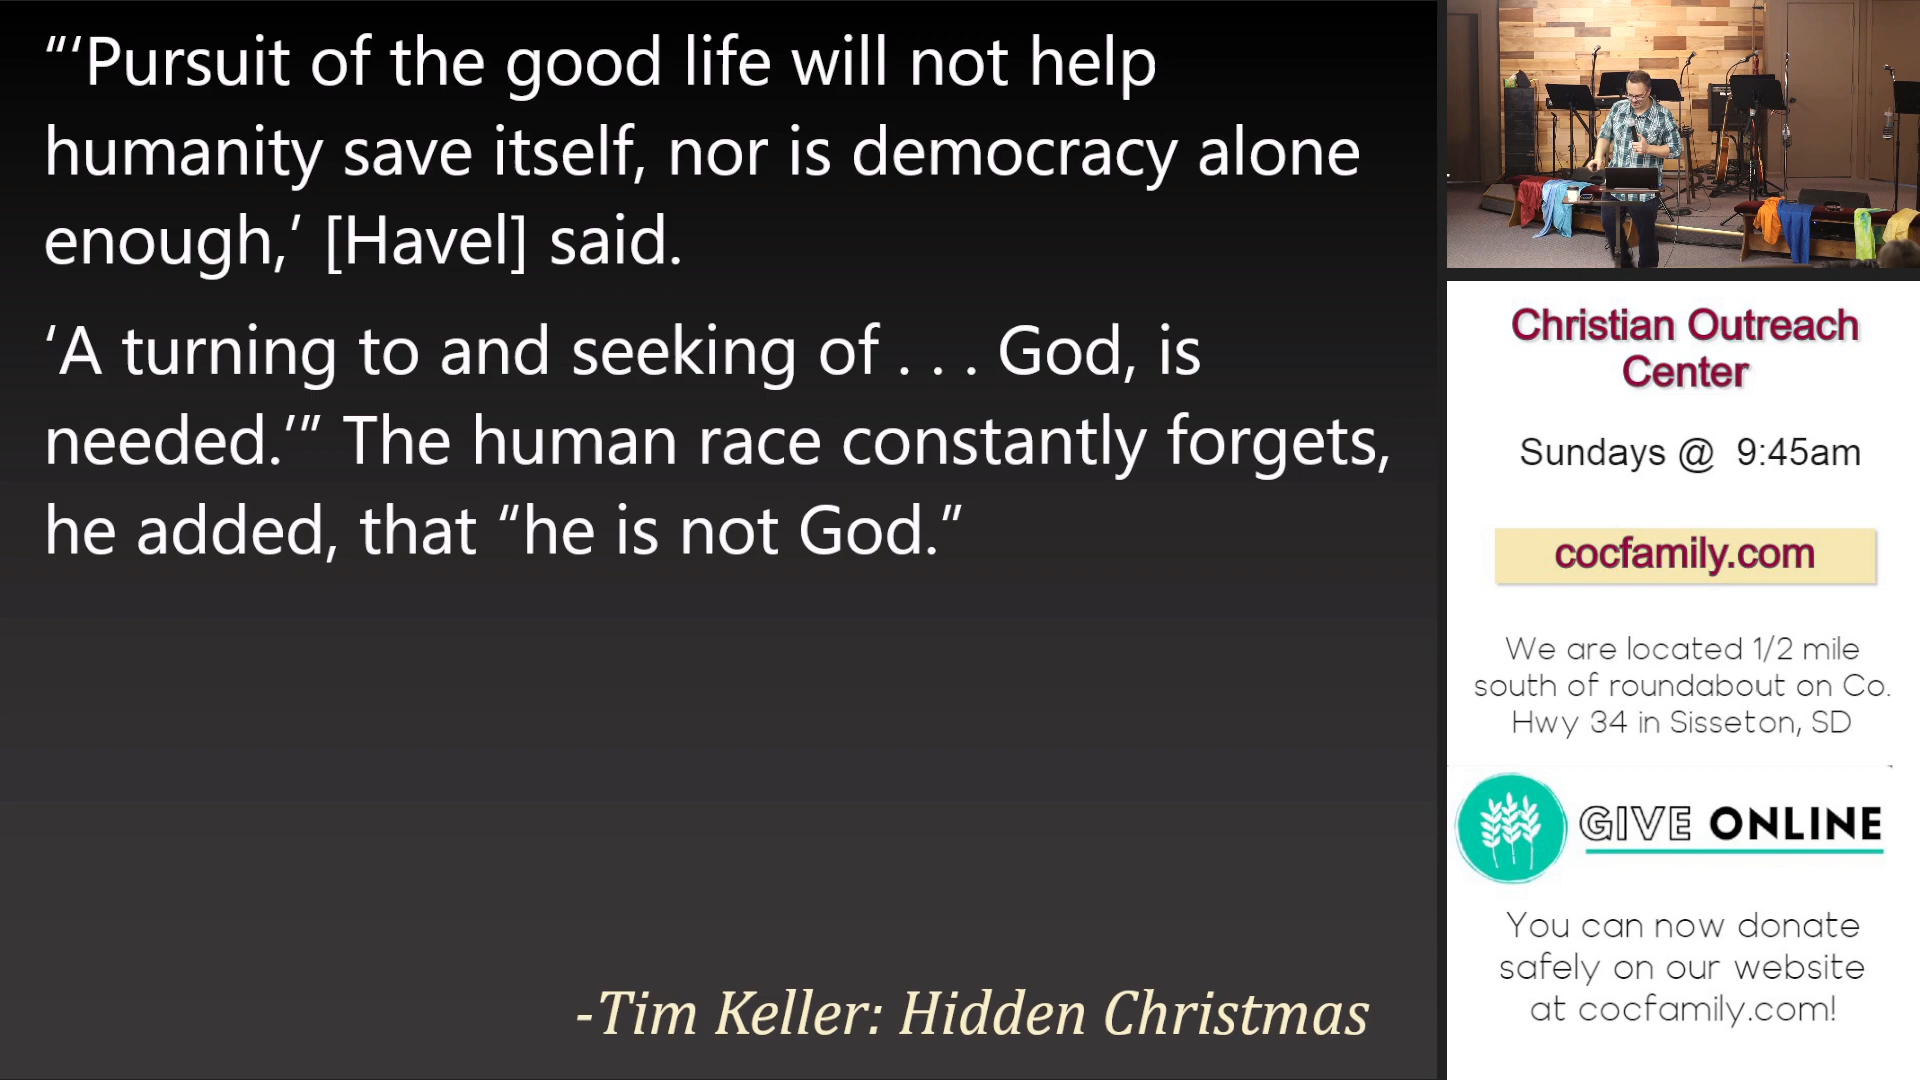 “‘Pursuit of the good life will not help
humanity save itself, nor is democracy alone
enough,’ [Havel] said.
‘A turning to and seeking of . . . God, is
needed.’” The human race constantly forgets,
he added, that “he is not God.”
-Tim Keller: Hidden Christmas
Christian Outreach
Center
Sundays @ 9:45am
cocfamily.com
We are located 1/2 mile
south of roundabout on Co.
Hwy 34 in Sisseton, SD
GIVE ONLINE
You can now donate
safely on our website
at cocfamily.com!